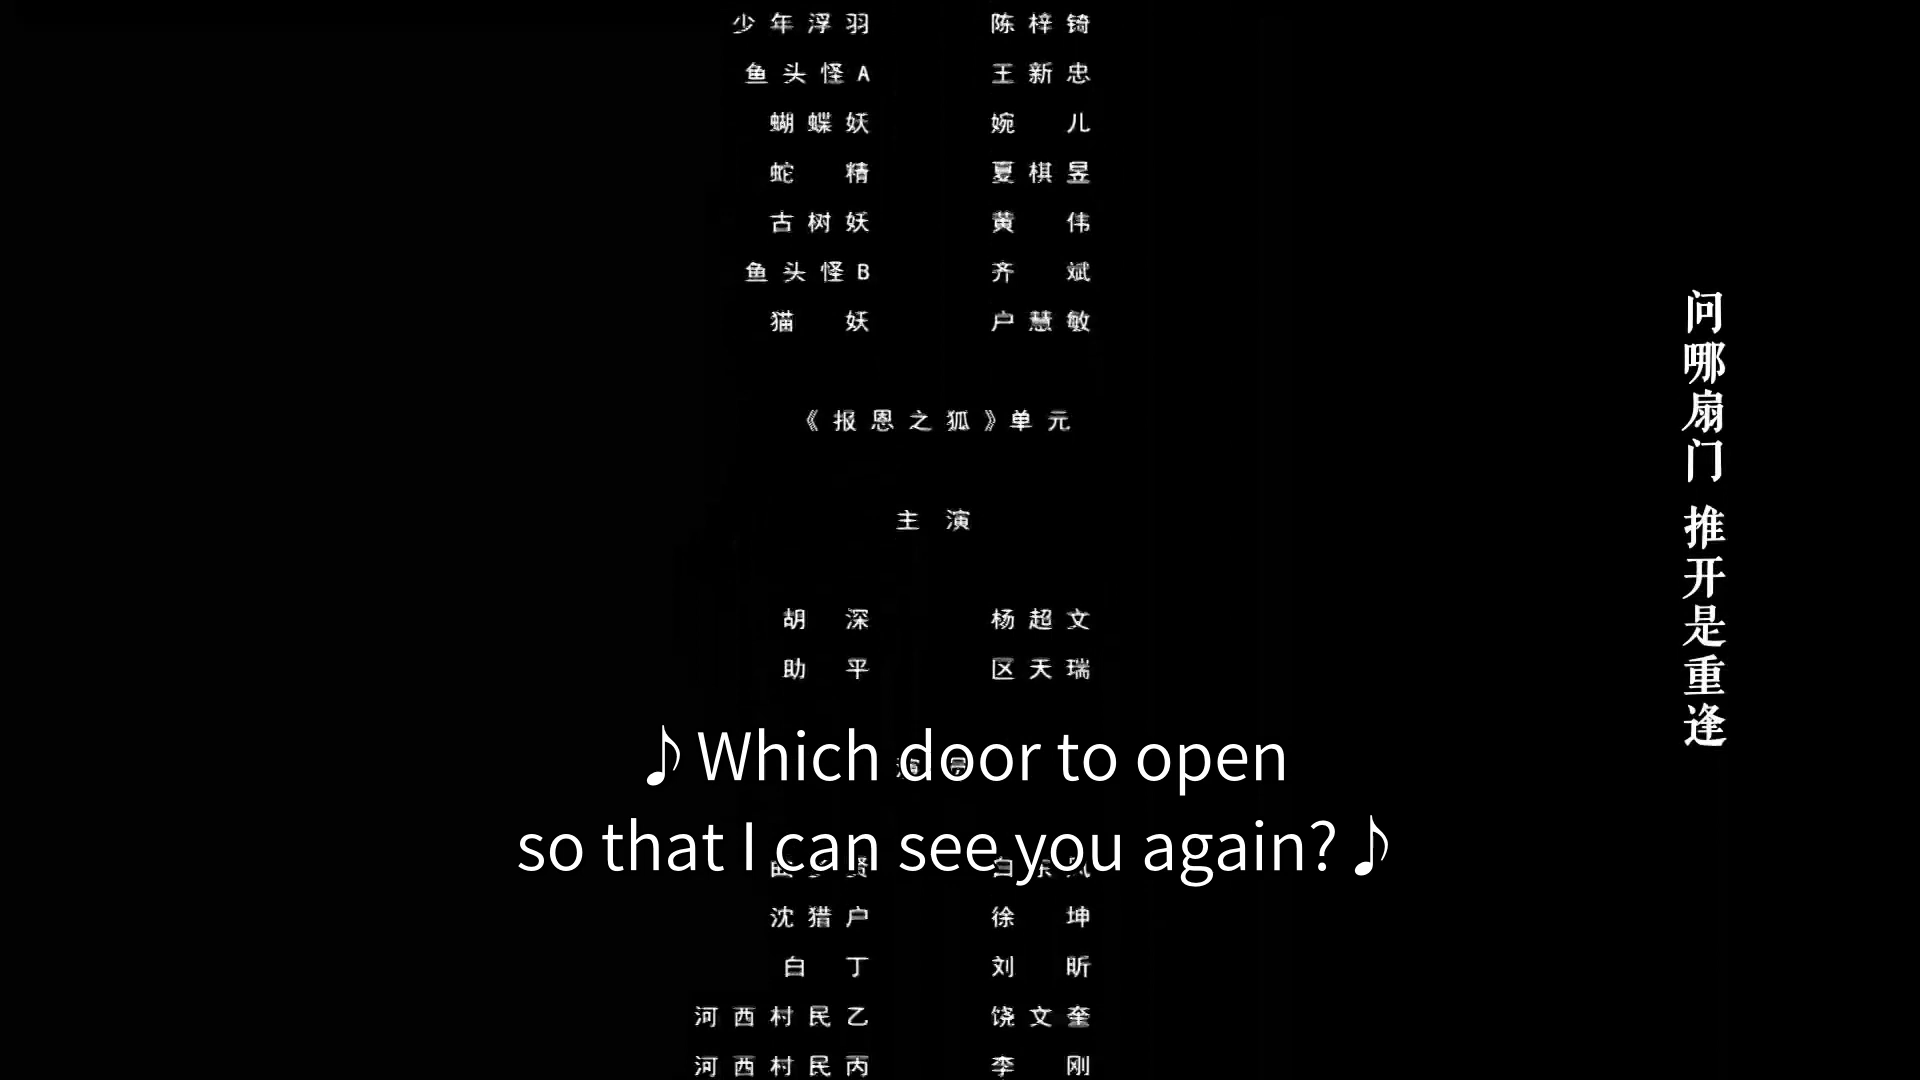 少年浮羽 陈梓锜
鱼头怪A 王新忠
蝴蝶妖 婉儿
蛇精 夏棋昱
古树妖 黄伟
鱼头怪B 齐斌
猫妖 户慧敏
《报恩之狐》单元
主演
胡深 杨超文
助平 区天瑞
♪Which door to open
so that I can see you again?♪
沈猎户 徐坤
白丁 刘昕
河西村民乙 饶文奎
河西村民丙 李刚
问哪扇门 推开是重逢